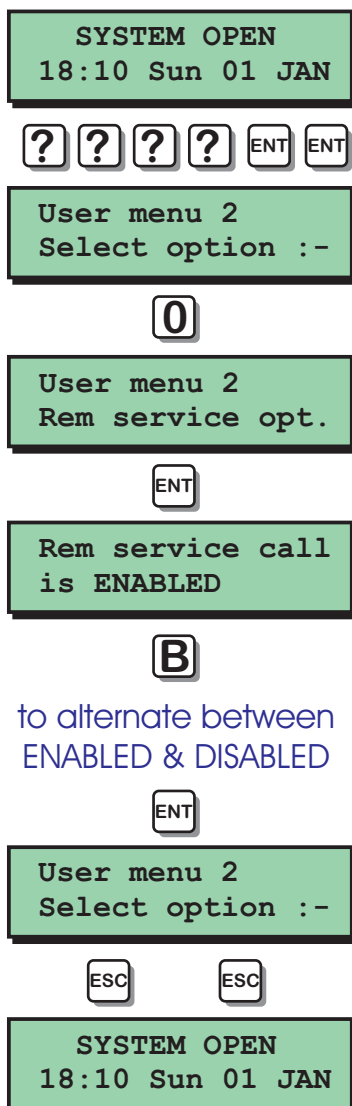 SYSTEM OPEN
18:10 Sun 01 JAN
? ? ? ? ENT ENT
User menu 2
Select option :-
0
User menu 2
Rem service opt.
ENT
Rem service call
is ENABLED
B
to alternate between
ENABLED & DISABLED
ENT
User menu 2
Select option :-
ESC ESC
SYSTEM OPEN
18:10 Sun 01 JAN